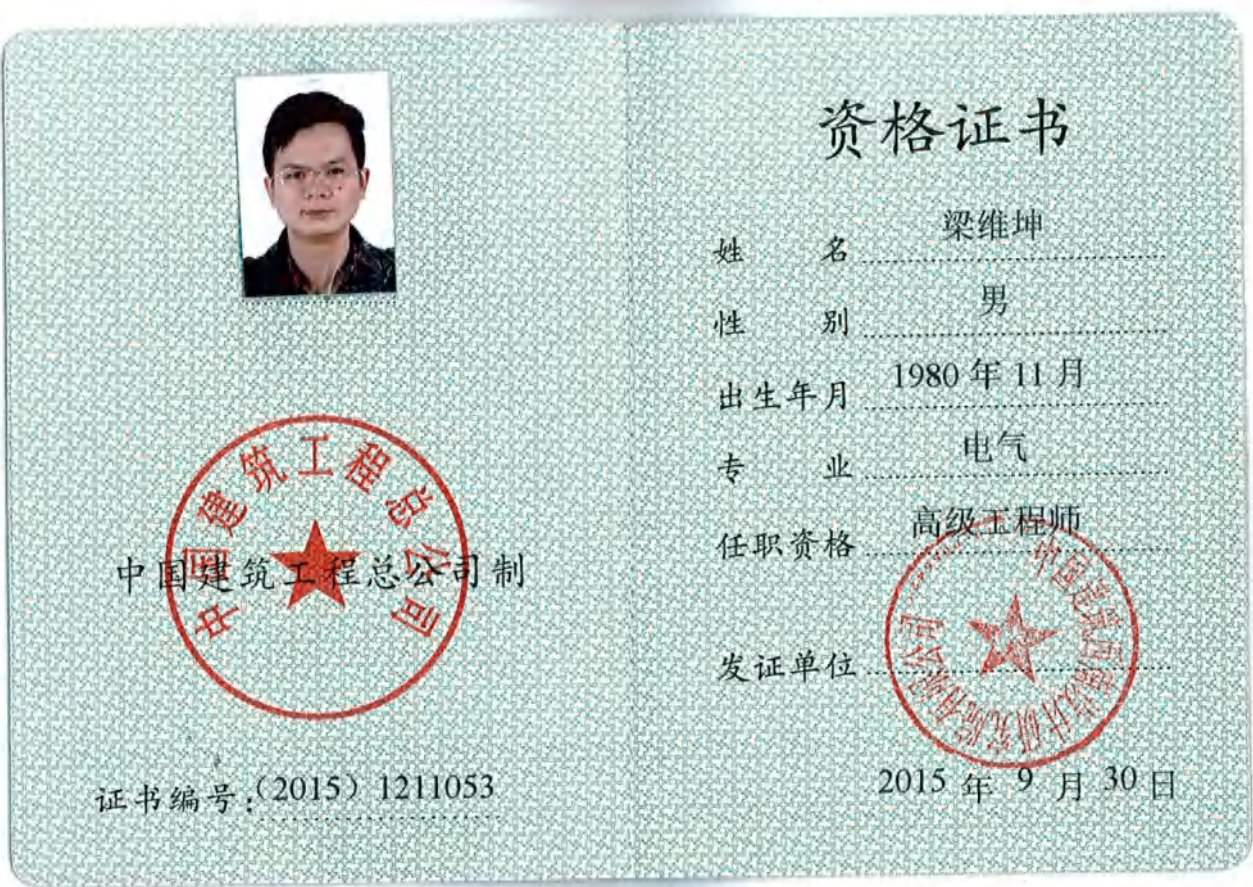 中国建筑工程总公司
中国建筑工程总公司制
证书编号:(2015)1211053
资格证书
姓 名 梁维坤
性 别 男
出生年月 1980年11月
专 业 电气
任职资格 高级工程师
发证单位
2015年9月30日